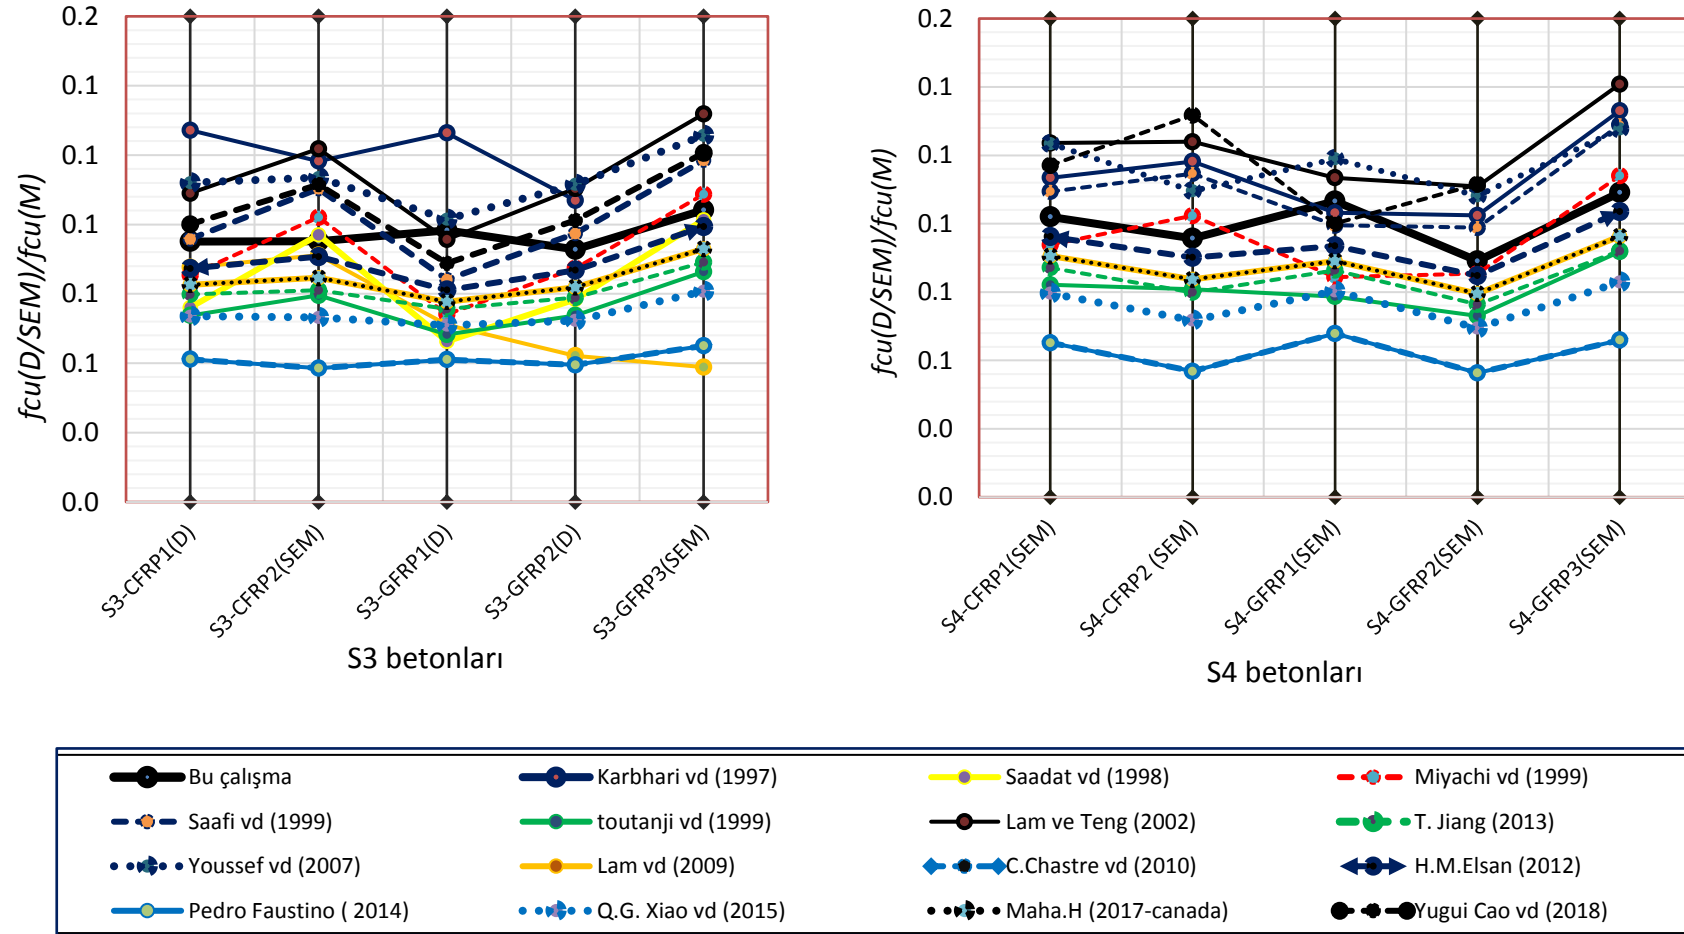 0.2
0.1
0.1
0.1
0.1
0.1
0.0
0.0
fcu(D/SEM)/fcu(M)
S3-CFRP1(D)
S3-CFRP2(SEM)
S3-GFRP1(D)
S3-GFRP2(D)
S3-GFRP3(SEM)
S3 betonları
0.2
0.1
0.1
0.1
0.1
0.1
0.0
0.0
fcu(D/SEM)/fcu(M)
S4-CFRP1(SEM)
S4-CFRP2 (SEM)
S4-GFRP1(SEM)
S4-GFRP2(SEM)
S4-GFRP3(SEM)
S4 betonları
Bu çalışma
Karbhari vd (1997)
Saadat vd (1998)
Miyachi vd (1999)
Saafi vd (1999)
toutanji vd (1999)
Lam ve Teng (2002)
T. Jiang (2013)
Youssef vd (2007)
Lam vd (2009)
C.Chastre vd (2010)
H.M.Elsan (2012)
Pedro Faustino ( 2014)
Q.G. Xiao vd (2015)
Maha.H (2017-canada)
Yugui Cao vd (2018)